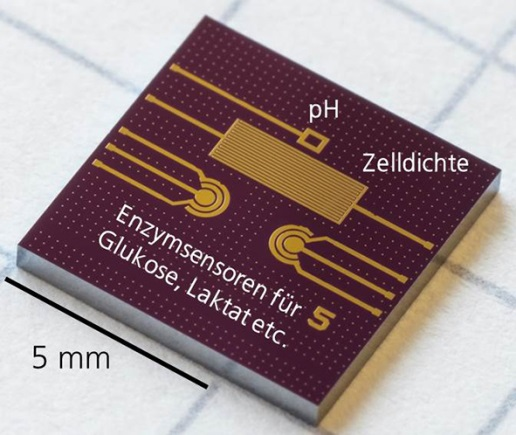 pH
Zelldichte
Enzymsensoren für
Glukose, Laktat etc.
5
5 mm